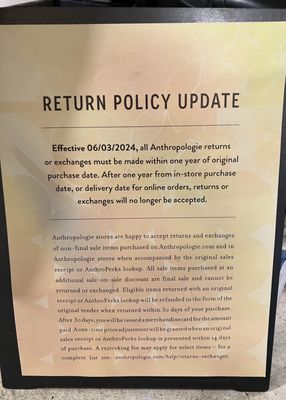 RETURN POLICY UPDATE
Effective 06/03/2024, all Anthropologie returns
or exchanges must be made within one year of original
purchase date. After one year from in-store purchase
date, or delivery date for online orders, returns or
exchanges will no longer be accepted.
Anthropologie stores are happy to accept returns and exchanges
of non-final sale items purchased on Anthropologie.com and in
Anthropologie stores when accompanied by the original sales
receipt or AnthroPerks lookup. All sale items purchased at an
additional sale-on-sale discount are final sale and cannot be
returned or exchanged. Eligible items returned with an original
receipt or AnthroPerks lookup will be refunded in the form of the
original tender when returned within 30 days of your purchase.
After 30 days, you will be issued a merchandise card for the amount
paid. A one-time price adjustment will be granted when an original
sales receipt or AnthroPerks lookup is presented within 14 days
of purchase. A restocking fee may apply for select items – for a
complete list see: anthropologie.com/help/returns-exchanges.